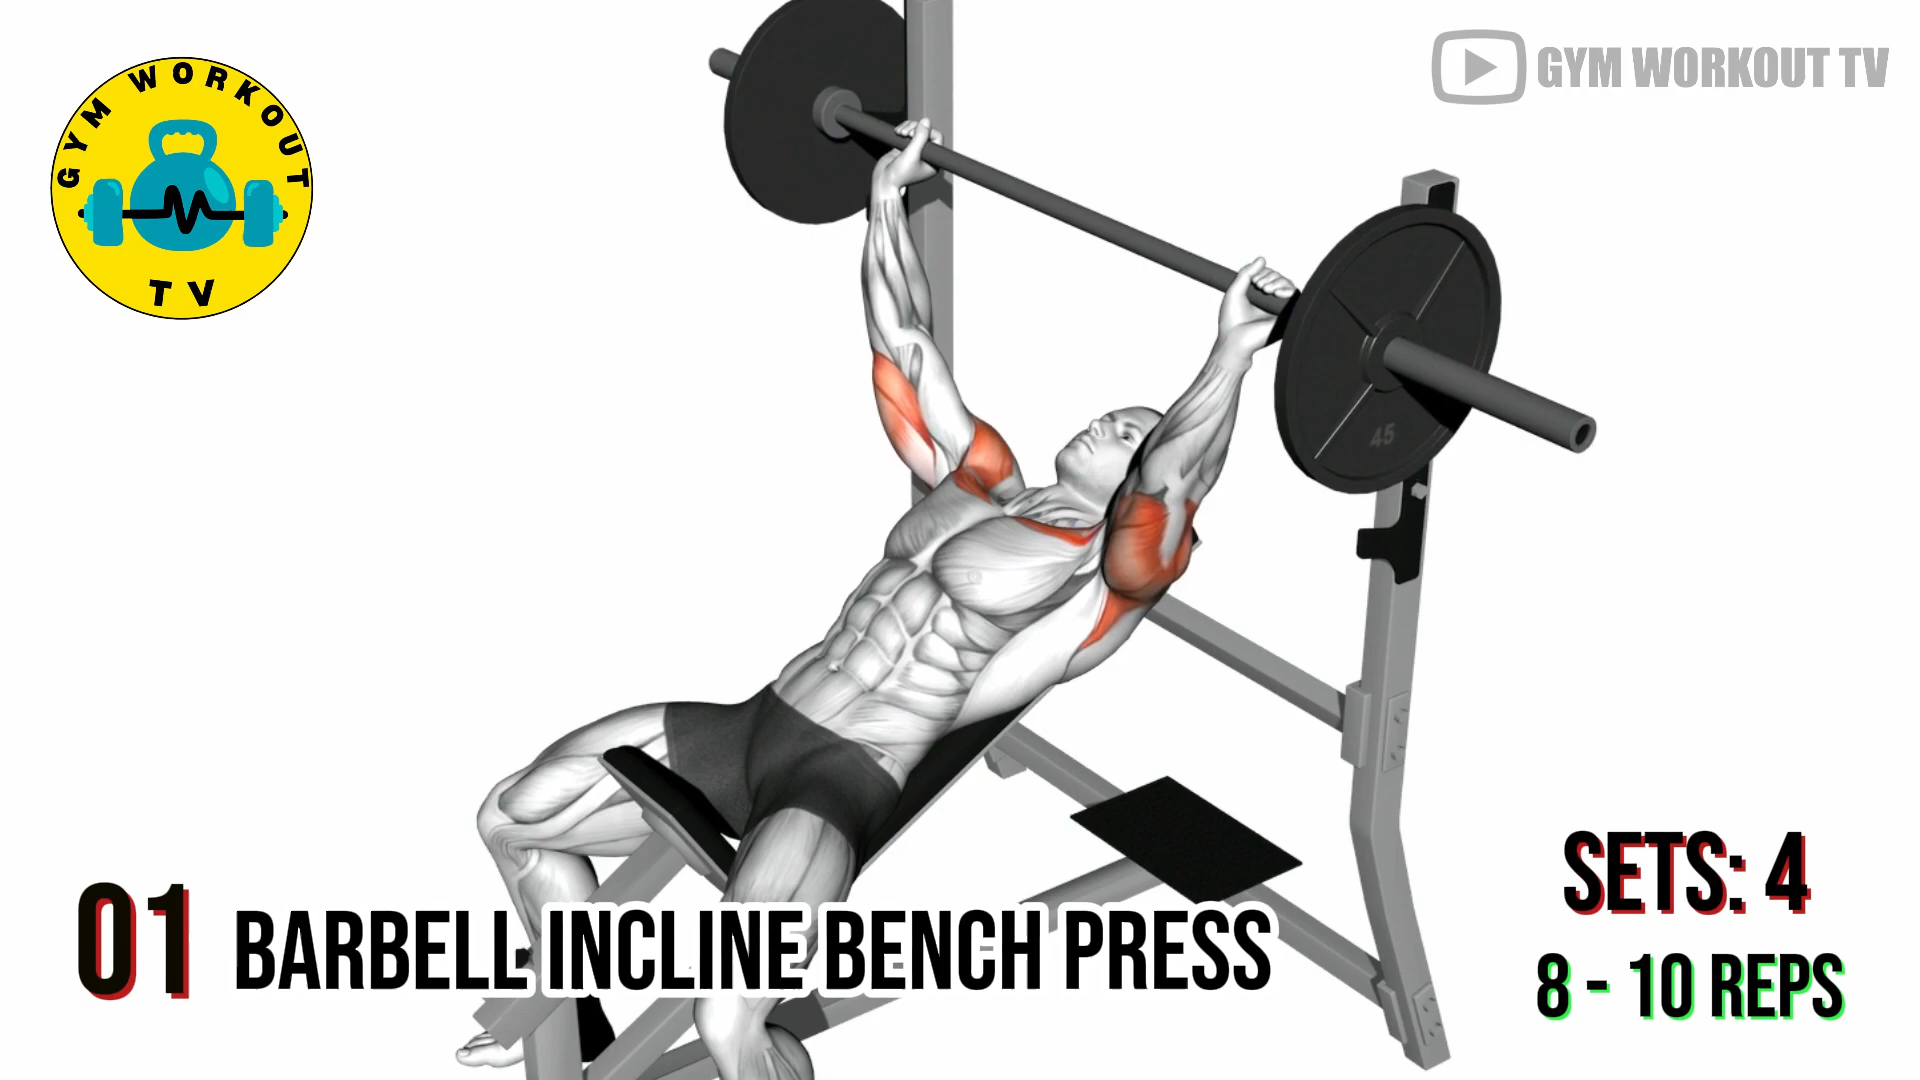 GYM WORKOUT
TV
GYM WORKOUT TV
45
01 BARBELL INCLINE BENCH PRESS
SETS: 4
8 - 10 REPS